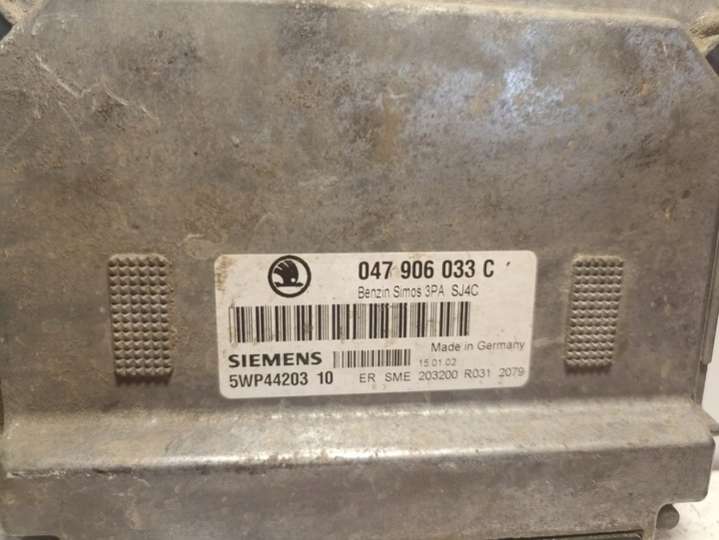 047 906 033 C
Benzin Simos 3PA SJ4C
Made in Germany
SIEMENS
15.01.02
5WP44203 10 ER SME 203200 R031 2079